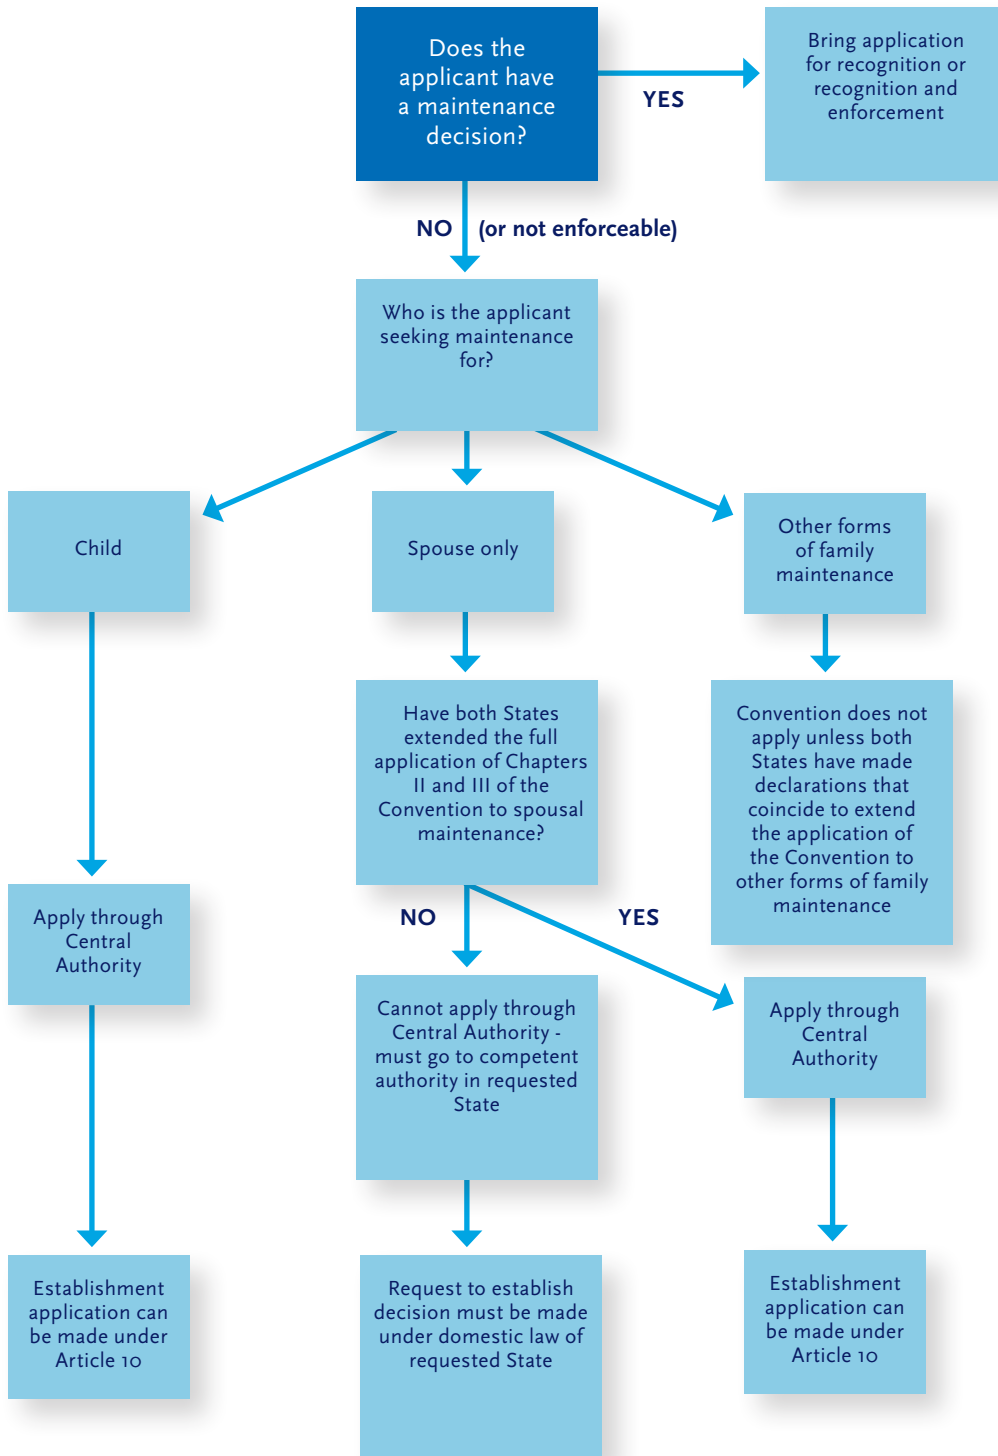 Does the
applicant have
a maintenance
decision?
YES
Bring application
for recognition or
recognition and
enforcement
NO (or not enforceable)
Who is the applicant
seeking maintenance
for?
Child
Spouse only
Other forms
of family
maintenance
Have both States
extended the full
application of Chapters
II and III of the
Convention to spousal
maintenance?
Convention does not
apply unless both
States have made
declarations that
coincide to extend
the application of
the Convention to
other forms of family
maintenance
Apply through
Central
Authority
NO
YES
Cannot apply through
Central Authority -
must go to competent
authority in requested
State
Apply through
Central
Authority
Establishment
application can
be made under
Article 10
Request to establish
decision must be made
under domestic law of
requested State
Establishment
application can
be made under
Article 10